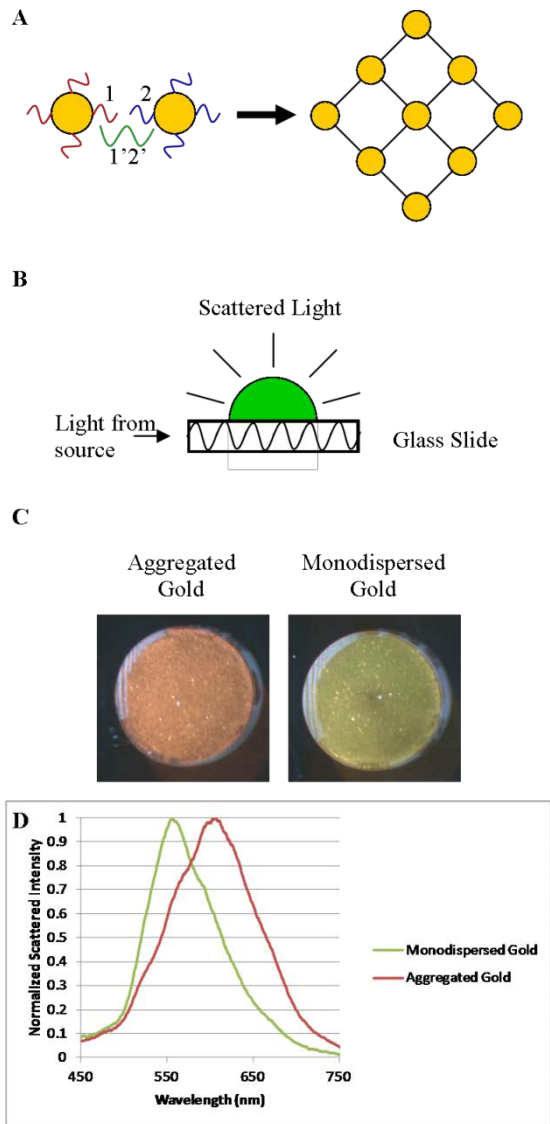 A
1 2
1'2'
B
Scattered Light
Light from
source
Glass Slide
C
Aggregated
Gold
Monodispersed
Gold
D
Normalized Scattered Intensity
1
0.9
0.8
0.7
0.6
0.5
0.4
0.3
0.2
0.1
0
450 550 650 750
Wavelength (nm)
Monodispersed Gold
Aggregated Gold